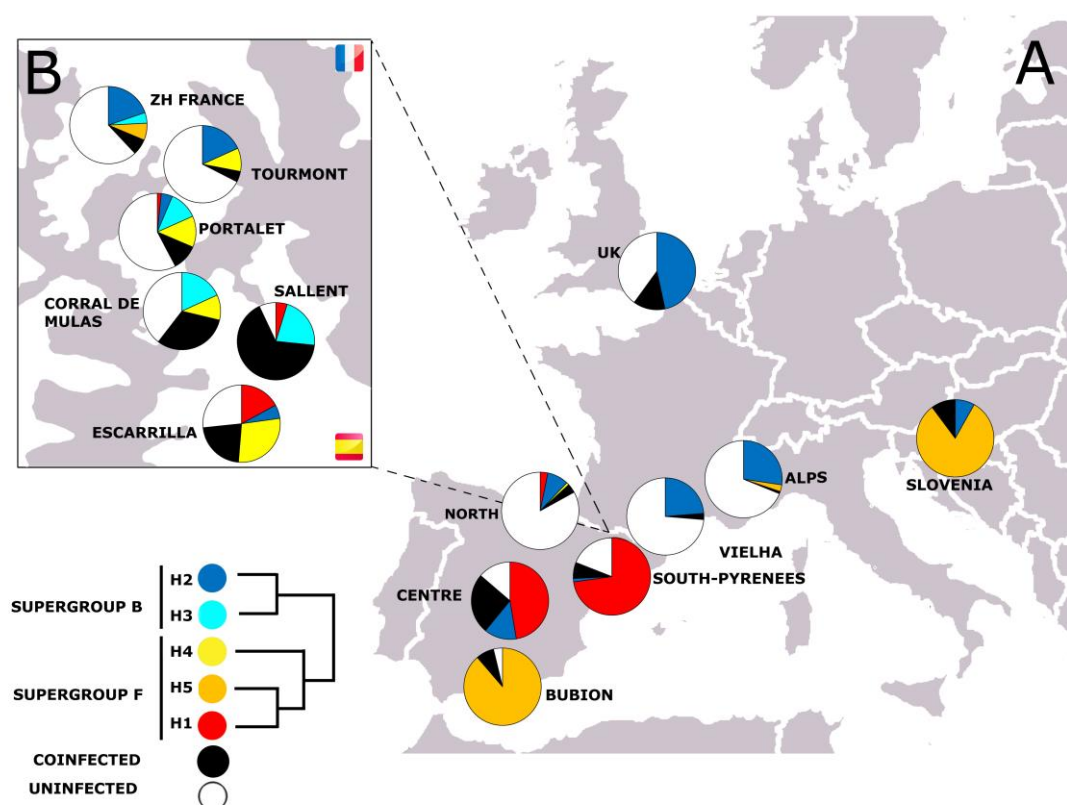 B
A
ZH FRANCE
TOURMONT
PORTALET
CORRAL DE
MULAS
SALLENT
ESCARRILLA
UK
SLOVENIA
ALPS
NORTH
VIELHA
SOUTH-PYRENEES
CENTRE
BUBION
SUPERGROUP B
H2
H3
SUPERGROUP F
H4
H5
H1
COINFECTED
UNINFECTED